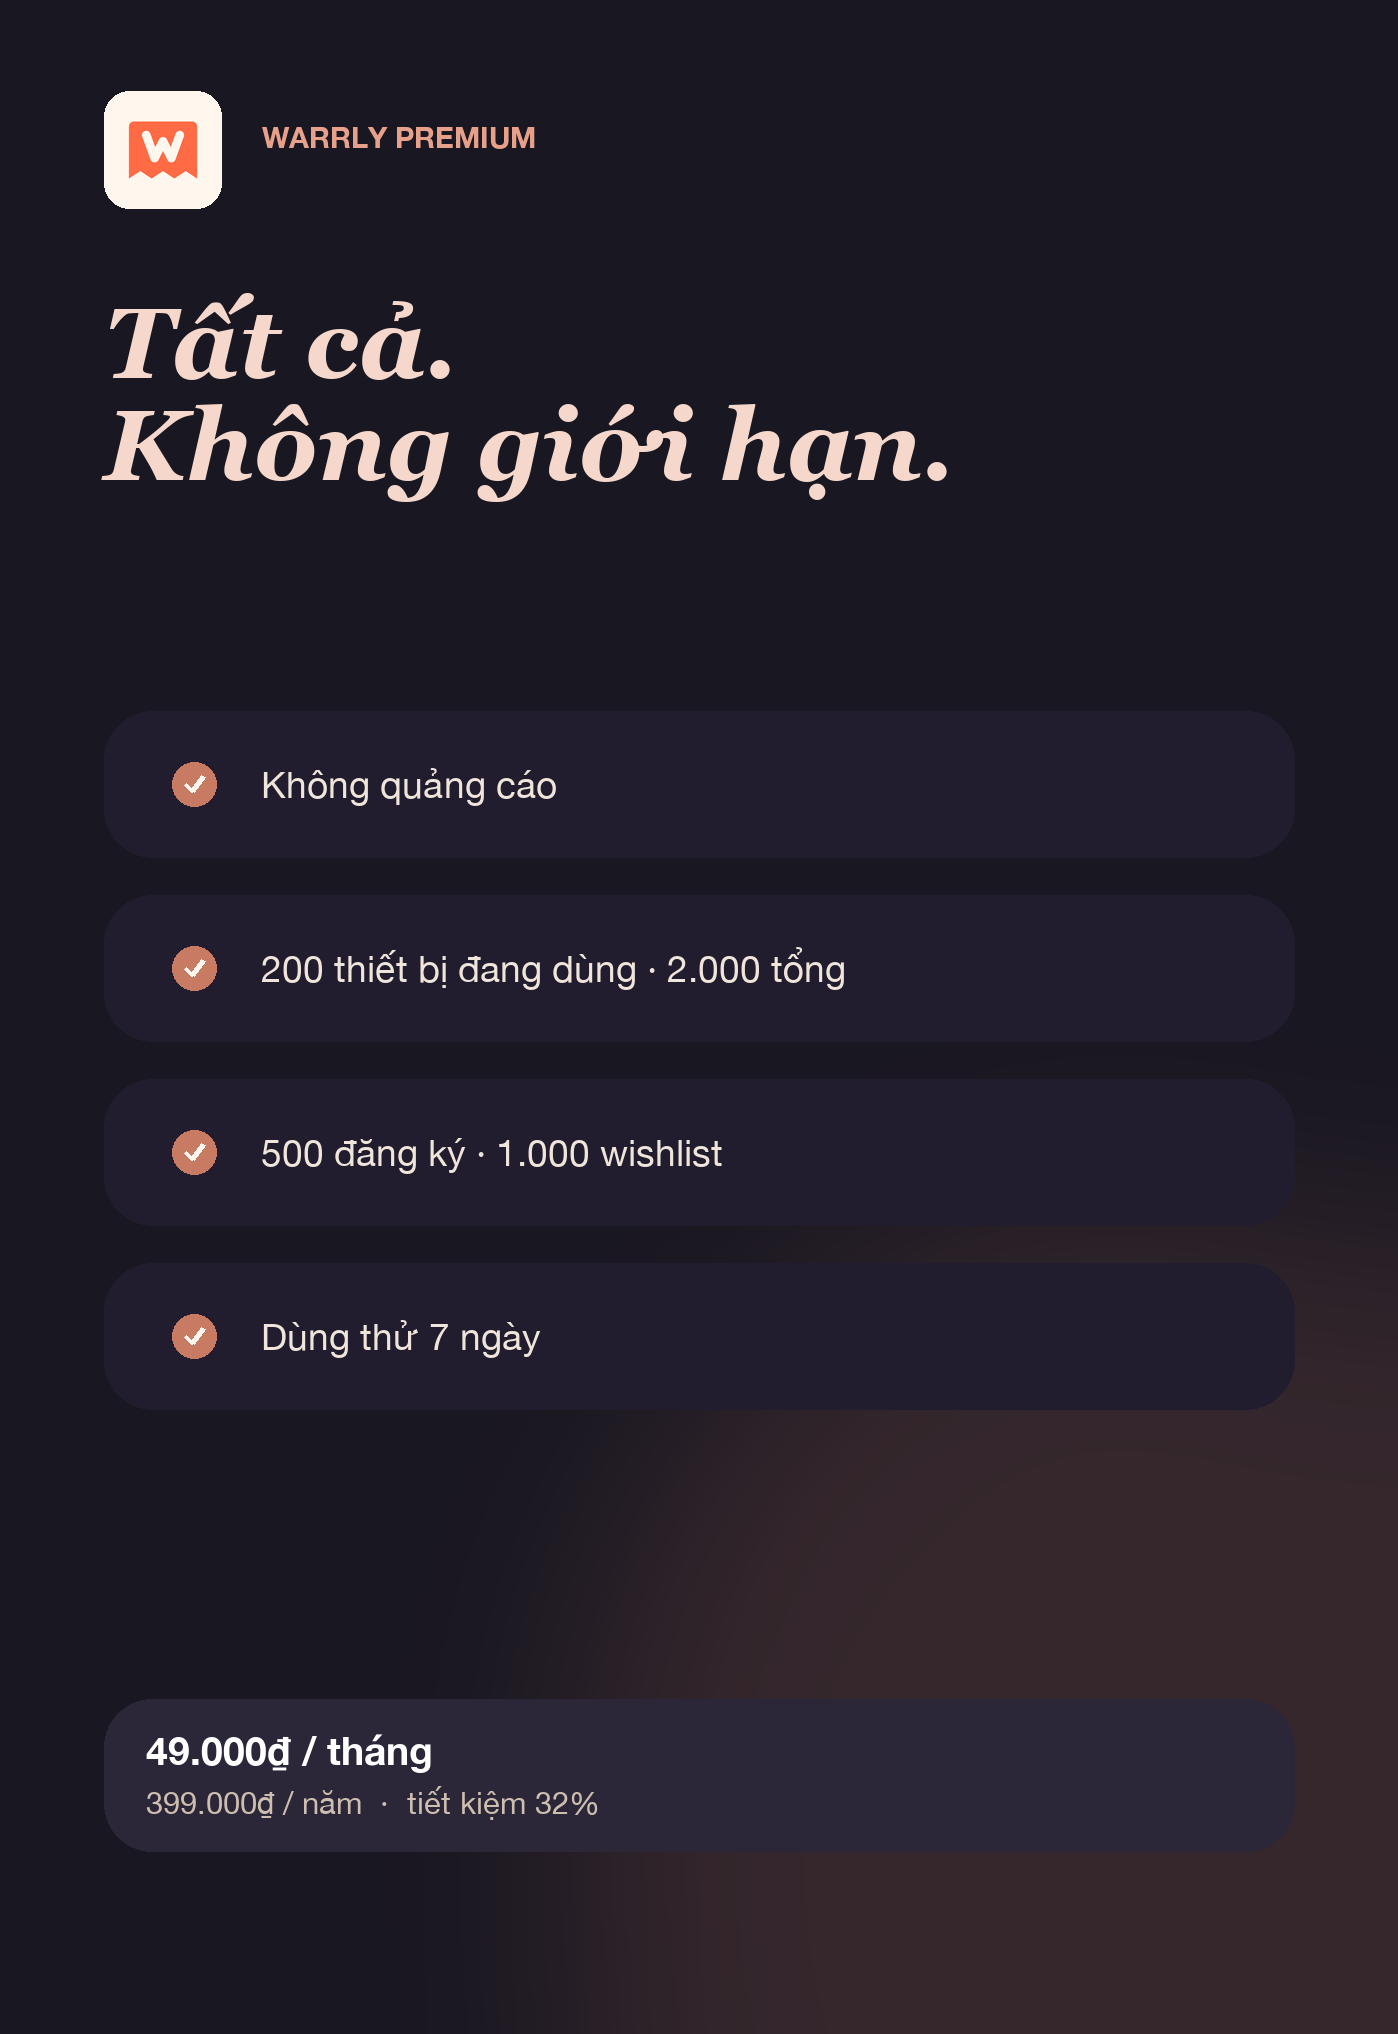 W
WARRLY PREMIUM
Tất cả.
Không giới hạn.
Không quảng cáo
200 thiết bị đang dùng · 2.000 tổng
500 đăng ký · 1.000 wishlist
Dùng thử 7 ngày
49.000₫ / tháng
399.000₫ / năm · tiết kiệm 32%